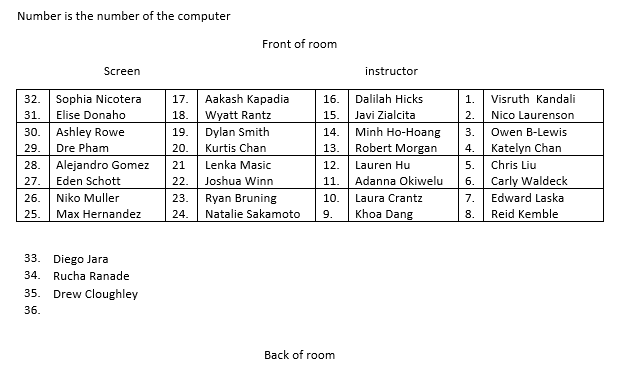 Number is the number of the computer
Front of room
Screen instructor
32. Sophia Nicotera 17. Aakash Kapadia 16. Dalilah Hicks 1. Visruth Kandali
31. Elise Donaho 18. Wyatt Rantz 15. Javi Zialcita 2. Nico Laurenson
30. Ashley Rowe 19. Dylan Smith 14. Minh Ho-Hoang 3. Owen B-Lewis
29. Dre Pham 20. Kurtis Chan 13. Robert Morgan 4. Katelyn Chan
28. Alejandro Gomez 21 Lenka Masic 12. Lauren Hu 5. Chris Liu
27. Eden Schott 22. Joshua Winn 11. Adanna Okiwelu 6. Carly Waldeck
26. Niko Muller 23. Ryan Bruning 10. Laura Crantz 7. Edward Laska
25. Max Hernandez 24. Natalie Sakamoto 9. Khoa Dang 8. Reid Kemble
33. Diego Jara
34. Rucha Ranade
35. Drew Cloughley
36.
Back of room